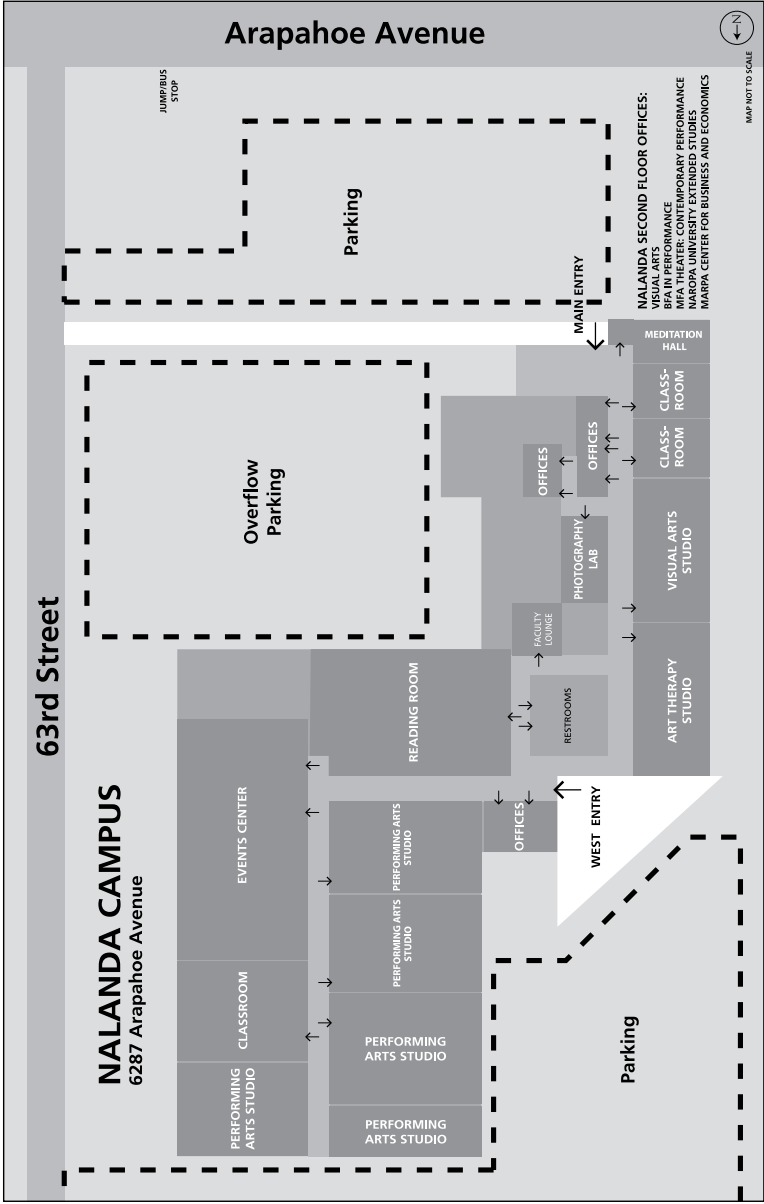 Arapahoe Avenue
N
MAP NOT TO SCALE
JUMP/BUS
STOP
NALANDA SECOND FLOOR OFFICES:
VISUAL ARTS
BFA IN PERFORMANCE
MFA THEATER: CONTEMPORARY PERFORMANCE
NAROPA UNIVERSITY EXTENDED STUDIES
MARPA CENTER FOR BUSINESS AND ECONOMICS
Parking
MAIN ENTRY
MEDITATION
HALL
CLASS-
ROOM
CLASS-
ROOM
OFFICES
OFFICES
Overflow
Parking
PHOTOGRAPHY
LAB
VISUAL ARTS
STUDIO
FACULTY
LOUNGE
63rd Street
READING ROOM
RESTROOMS
ART THERAPY
STUDIO
NALANDA CAMPUS
6287 Arapahoe Avenue
EVENTS CENTER
PERFORMING ARTS
STUDIO
OFFICES
WEST ENTRY
PERFORMING ARTS
STUDIO
CLASSROOM
PERFORMING
ARTS STUDIO
Parking
PERFORMING
ARTS STUDIO
PERFORMING
ARTS STUDIO